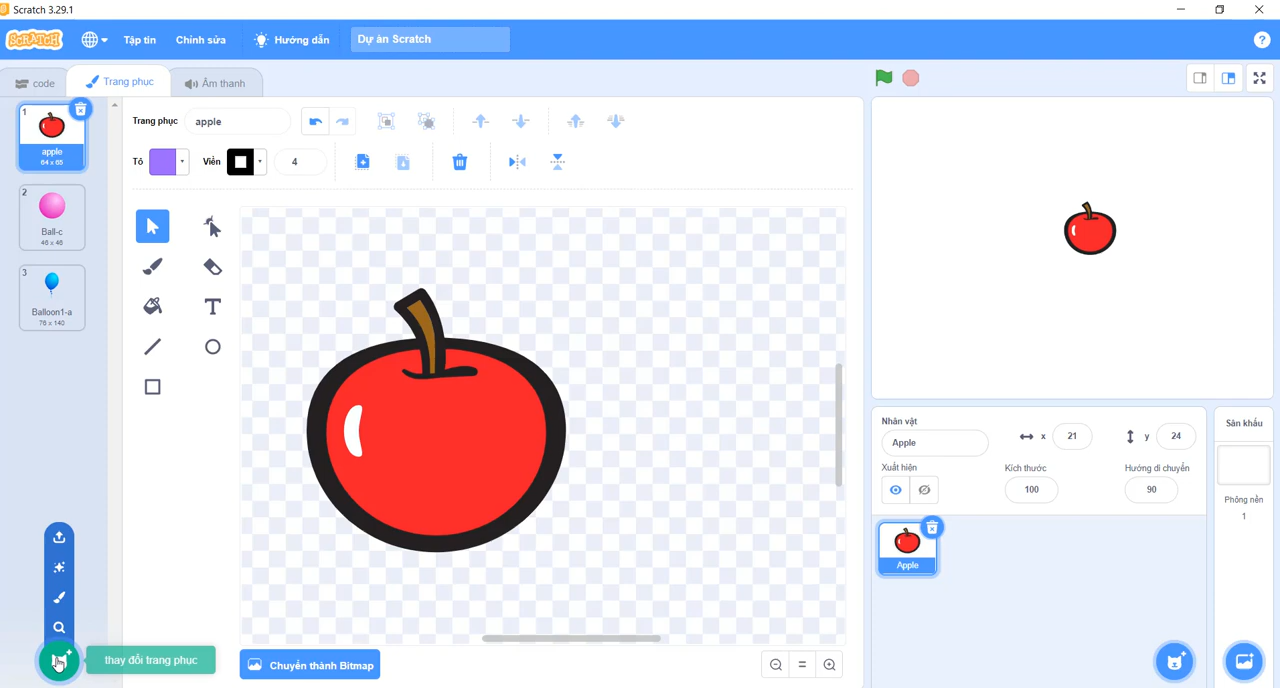 Scratch 3.29.1
SCRATCH
Tập tin
Chỉnh sửa
Hướng dẫn
Dự án Scratch
?
code
Trang phục
Âm thanh
1
apple
64 x 65
2
Ball-c
46 x 46
3
Balloon1-a
76 x 140
Trang phục
apple
Tô
Viền
4
T
thay đổi trang phục
Chuyển thành Bitmap
Nhân vật
Apple
x
21
y
24
Xuất hiện
Kích thước
100
Hướng di chuyển
90
Apple
Sân khấu
Phông nền
1